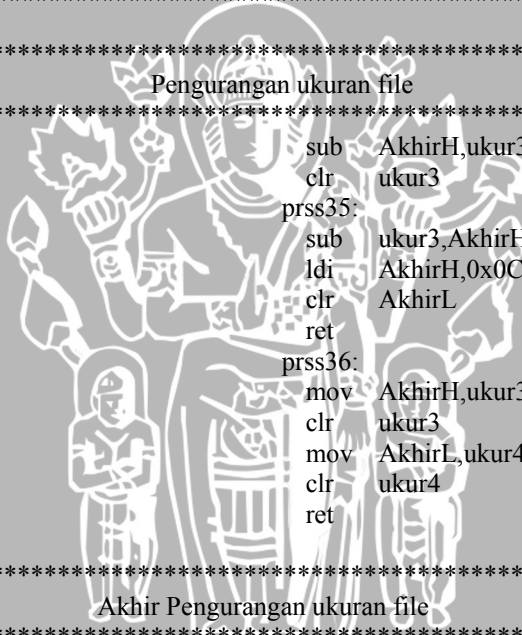 ******************************************
Pengurangan ukuran file
******************************************
sub AkhirH,ukur3
clr ukur3
prss35:
sub ukur3,AkhirH
ldi AkhirH,0x0C
clr AkhirL
ret
prss36:
mov AkhirH,ukur3
clr ukur3
mov AkhirL,ukur4
clr ukur4
ret
******************************************
Akhir Pengurangan ukuran file
******************************************